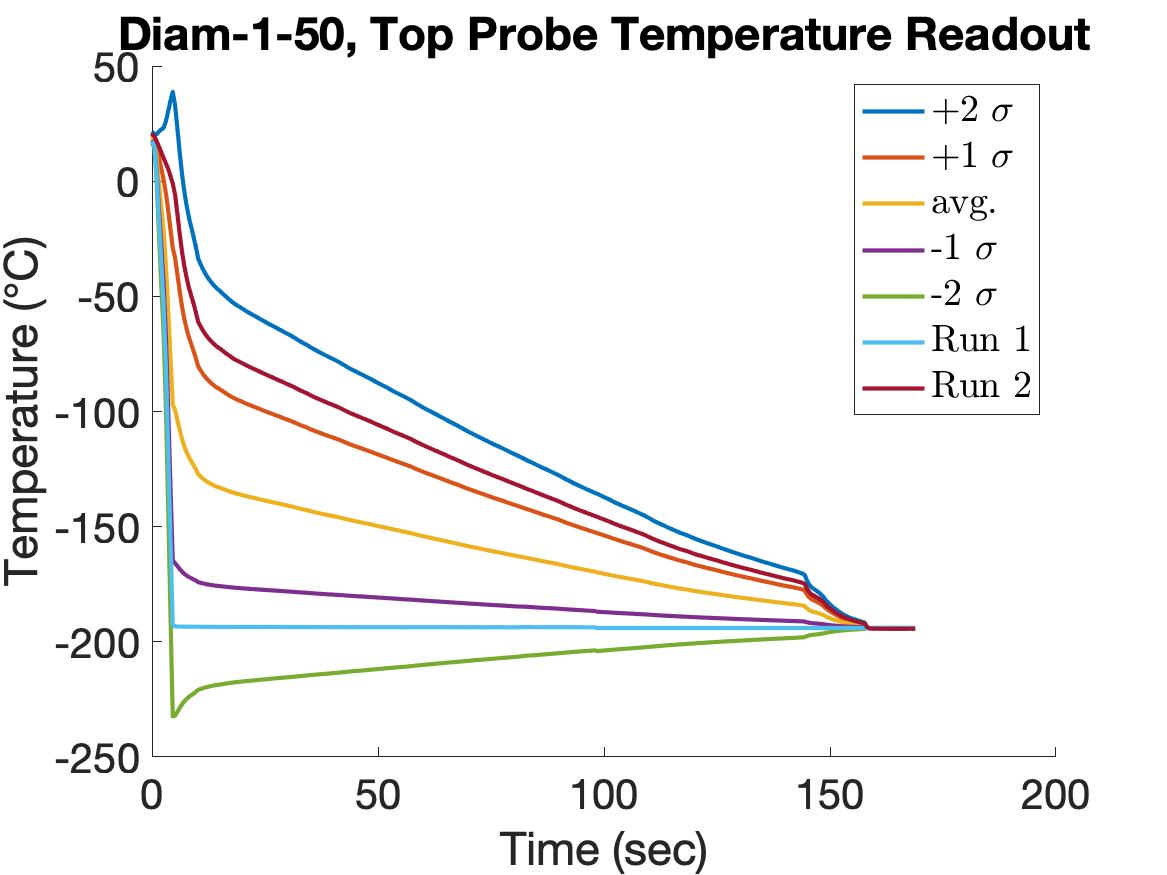 Diam-1-50, Top Probe Temperature Readout
50
0
-50
-100
-150
-200
-250
Temperature (°C)
0 50 100 150 200
Time (sec)
+2 σ
+1 σ
avg.
-1 σ
-2 σ
Run 1
Run 2